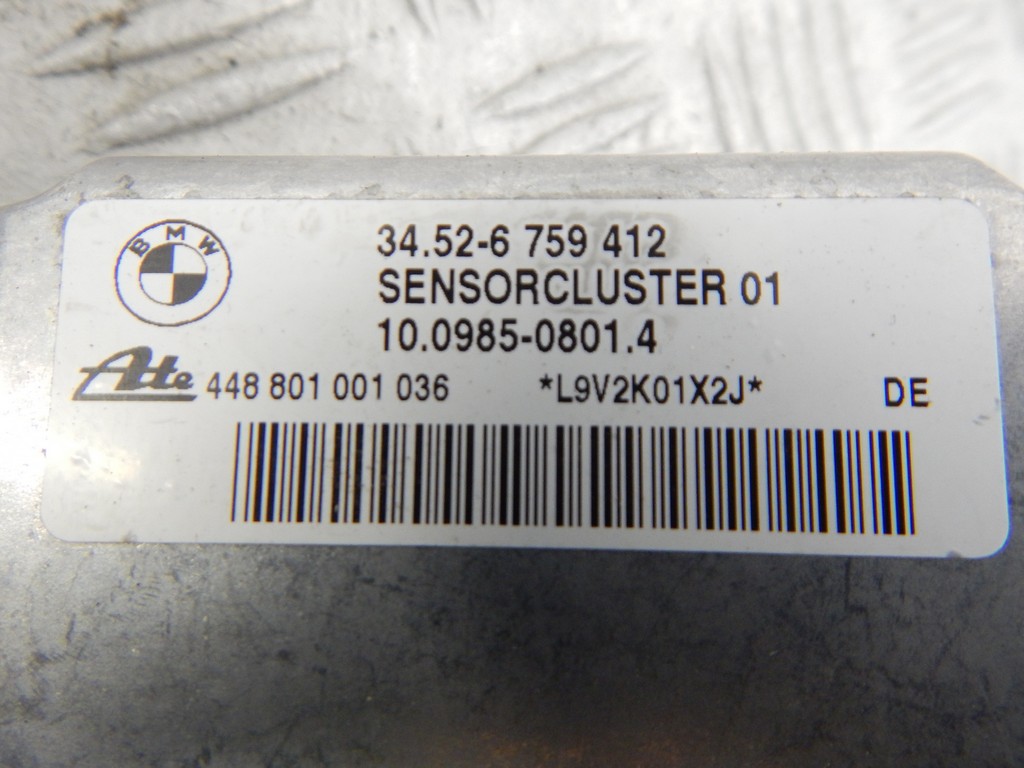 BMW
34.52-6 759 412
SENSORCLUSTER 01
10.0985-0801.4
Ate 448 801 001 036 *L9V2K01X2J* DE